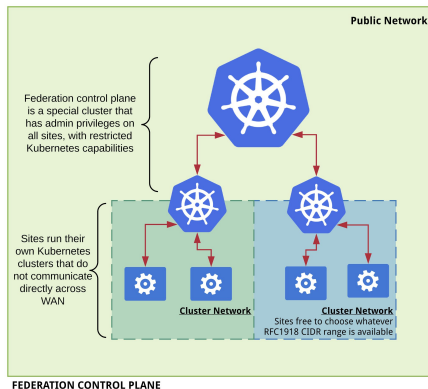 Public Network
Federation control plane
is a special cluster that
has admin privileges on
all sites, with restricted
Kubernetes capabilities
Sites run their
own Kubernetes
clusters that do
not communicate
directly across
WAN
Cluster Network
Cluster Network
Sites free to choose whatever
RFC1918 CIDR range is available
FEDERATION CONTROL PLANE